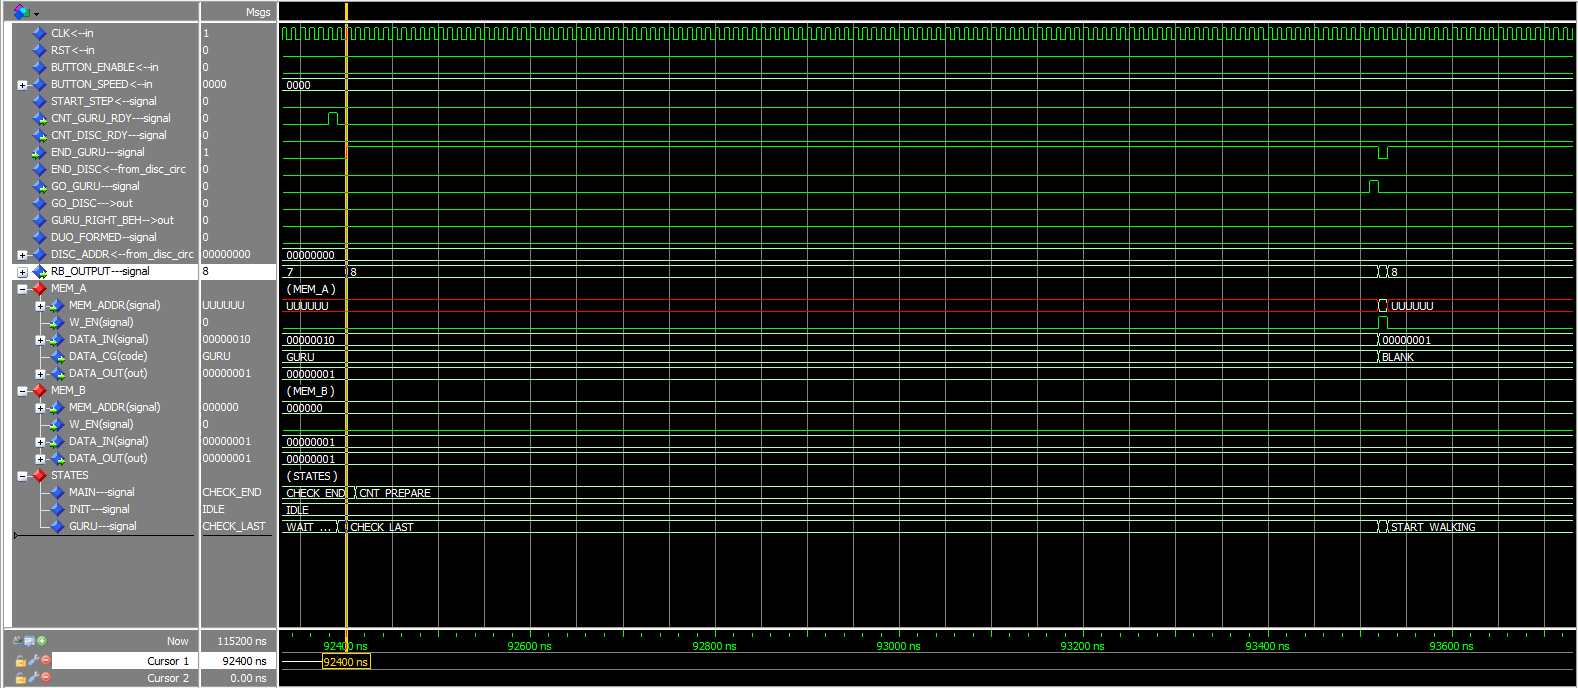 Msgs
CLK<--in 1
RST<--in 0
BUTTON_ENABLE<--in 0
BUTTON_SPEED<--in 0000 0000
START_STEP<--signal 0
CNT_GURU_RDY---signal 0
CNT_DISC_RDY---signal 0
END_GURU---signal 1
END_DISC<--from_disc_circ 0
GO_GURU---signal 0
GO_DISC--->out 0
GURU_RIGHT_BEH-->out 0
DUO_FORMED--signal 0
DISC_ADDR<--from_disc_circ 00000000 00000000
RB_OUTPUT---signal 8 7 8 8
MEM_A (MEM_A)
MEM_ADDR(signal) UUUUUU UUUUUU UUUUUU
W_EN(signal) 0
DATA_IN(signal) 00000010 00000010 00000001
DATA_CG(code) GURU GURU BLANK
DATA_OUT(out) 00000001 00000001
MEM_B (MEM_B)
MEM_ADDR(signal) 000000 000000
W_EN(signal) 0
DATA_IN(signal) 00000001 00000001
DATA_OUT(out) 00000001 00000001
STATES (STATES)
MAIN---signal CHECK_END CHECK_END CNT_PREPARE
INIT---signal IDLE IDLE
GURU---signal CHECK_LAST WAIT ... CHECK_LAST START_WALKING
Now 115200 ns 92400 ns 92600 ns 92800 ns 93000 ns 93200 ns 93400 ns 93600 ns
Cursor 1 92400 ns 92400 ns
Cursor 2 0.00 ns